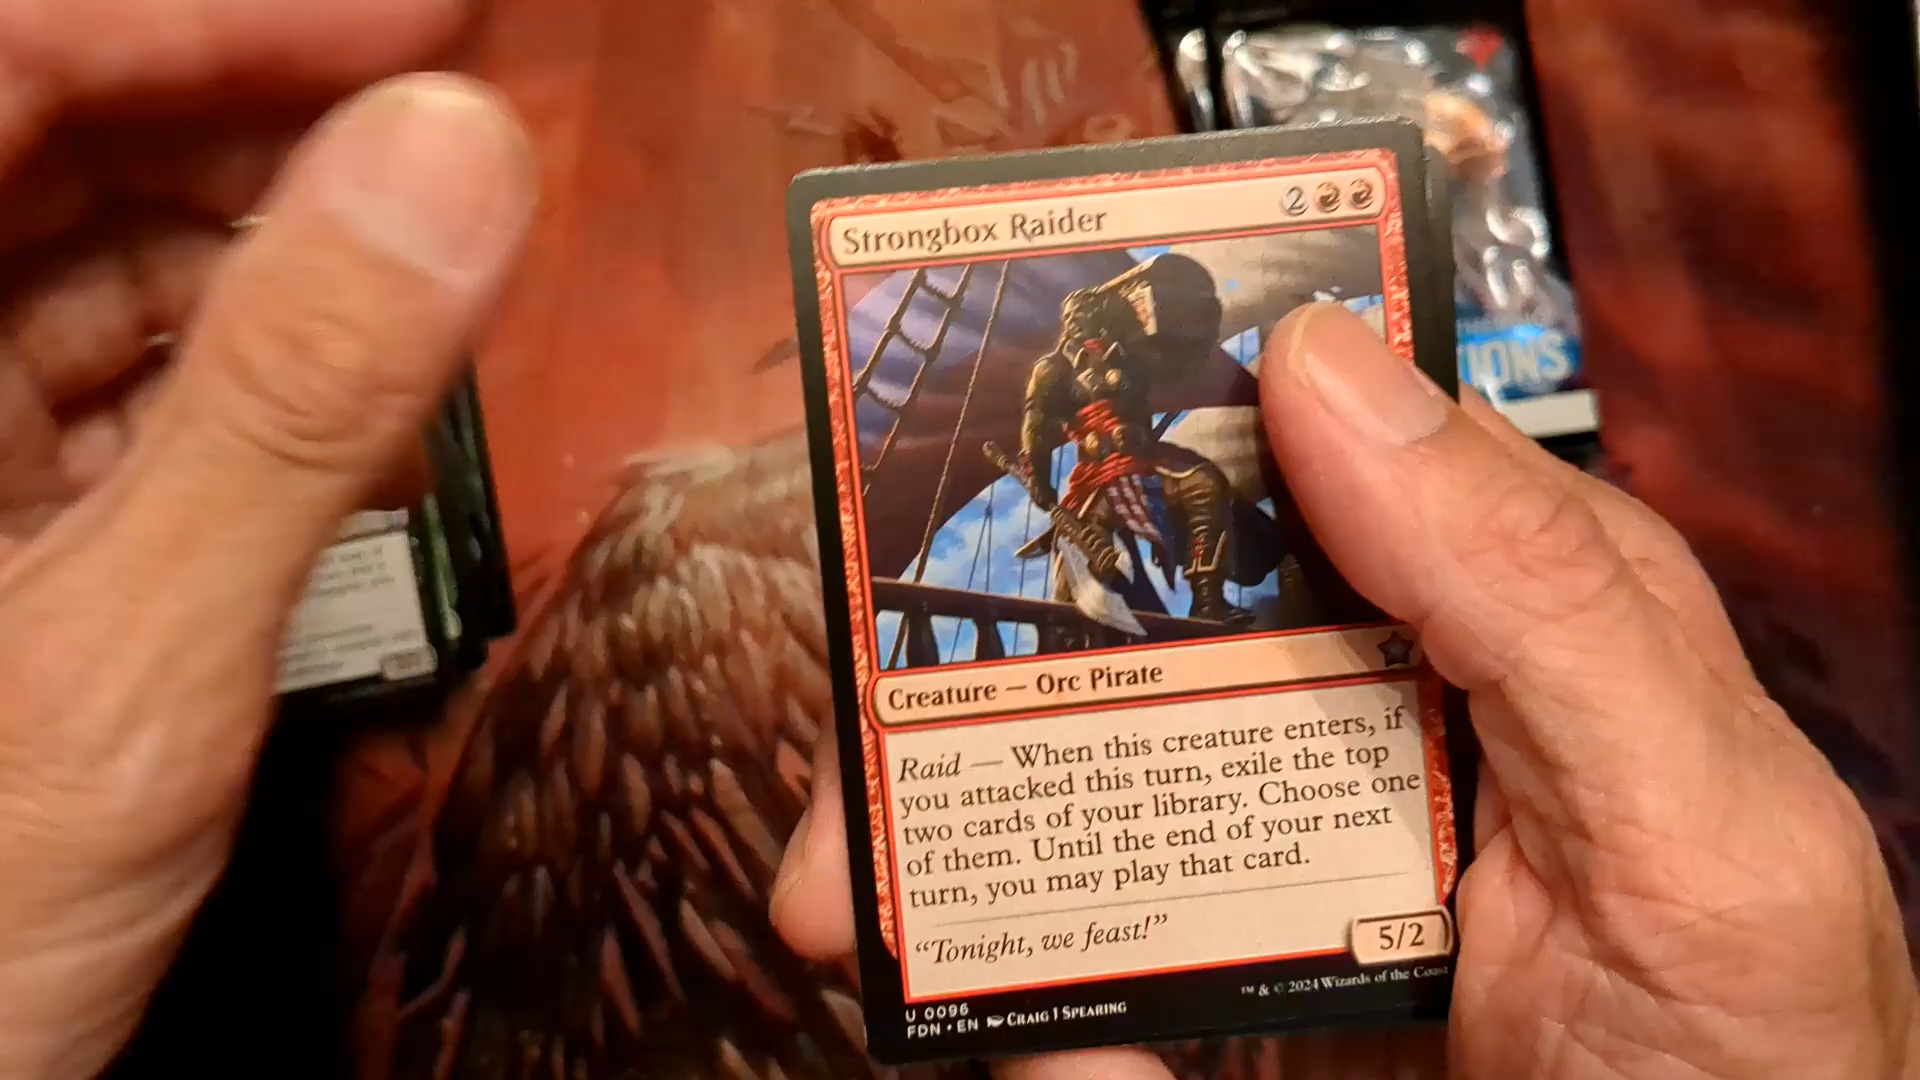 Strongbox Raider
2
Creature — Orc Pirate
Raid — When this creature enters, if
you attacked this turn, exile the top
two cards of your library. Choose one
of them. Until the end of your next
turn, you may play that card.
“Tonight, we feast!”
5/2
U 0096
FDN • EN CRAIG J SPEARING
™ & © 2024 Wizards of the Coast
IONS